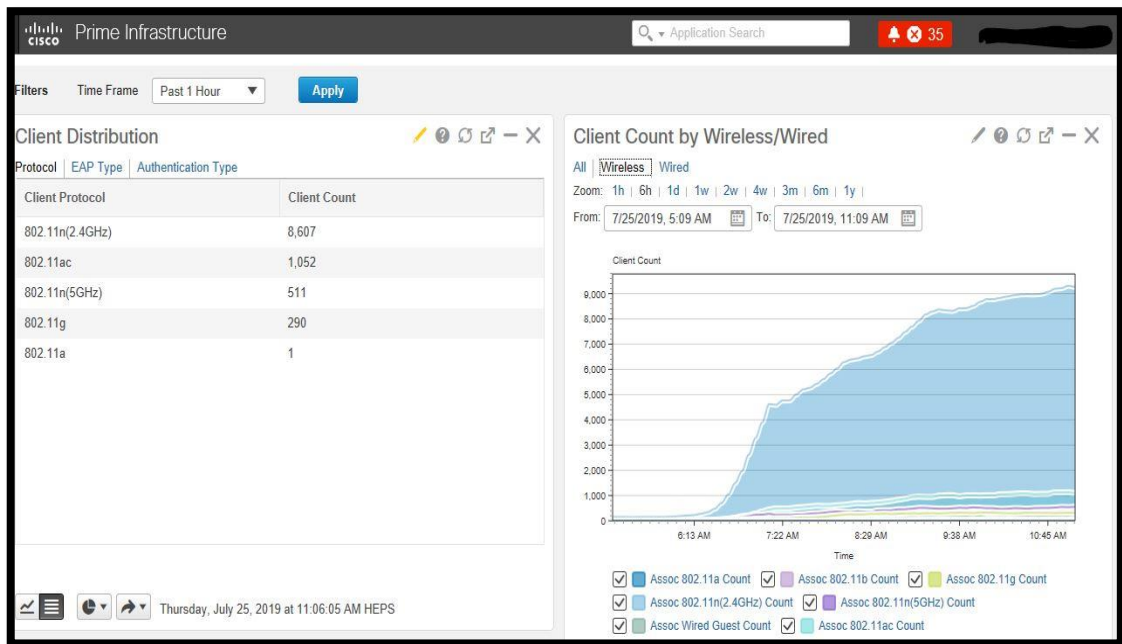 cisco Prime Infrastructure
Application Search
35
Filters Time Frame Past 1 Hour Apply
Client Distribution
Protocol EAP Type Authentication Type
Client Protocol Client Count
802.11n(2.4GHz) 8,607
802.11ac 1,052
802.11n(5GHz) 511
802.11g 290
802.11a 1
Thursday, July 25, 2019 at 11:06:05 AM HEPS
Client Count by Wireless/Wired
All Wireless Wired
Zoom: 1h | 6h | 1d | 1w | 2w | 4w | 3m | 6m | 1y |
From: 7/25/2019, 5:09 AM To: 7/25/2019, 11:09 AM
Client Count
9,000
8,000
7,000
6,000
5,000
4,000
3,000
2,000
1,000
0
6:13 AM 7:22 AM 8:29 AM 9:38 AM 10:45 AM
Time
Assoc 802.11a Count Assoc 802.11b Count Assoc 802.11g Count
Assoc 802.11n(2.4GHz) Count Assoc 802.11n(5GHz) Count
Assoc Wired Guest Count Assoc 802.11ac Count